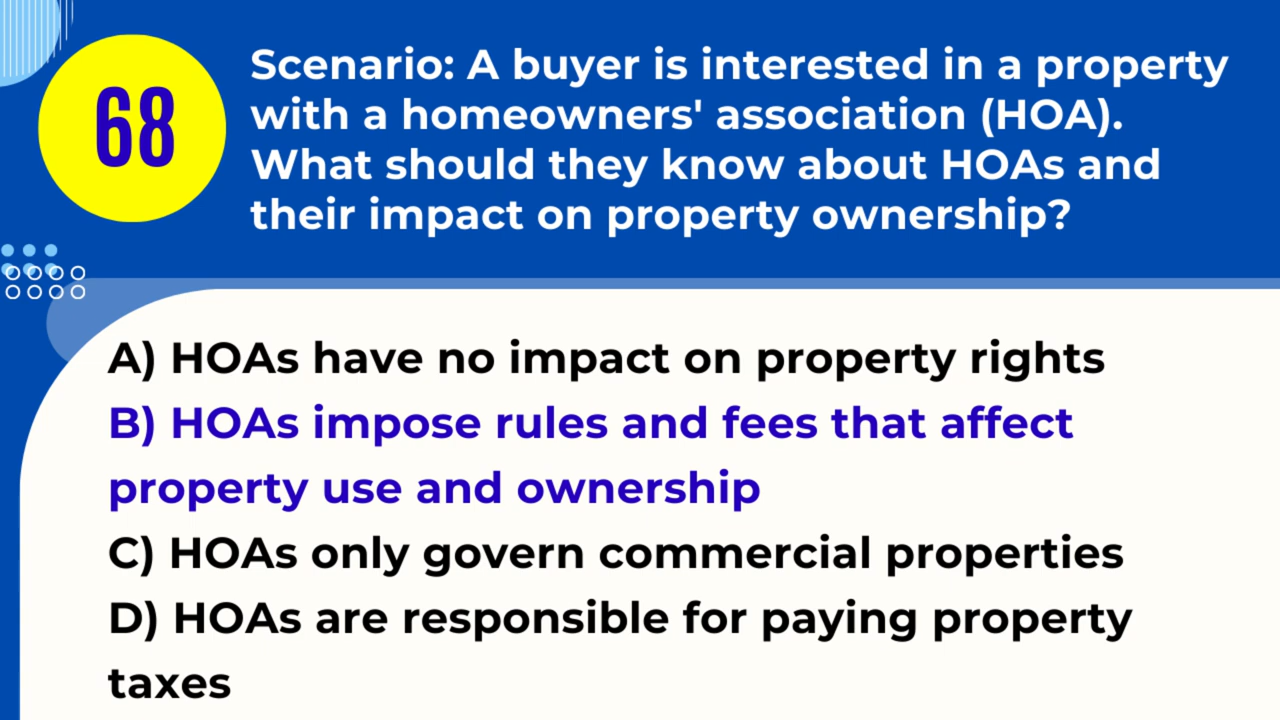 68
Scenario: A buyer is interested in a property
with a homeowners' association (HOA).
What should they know about HOAs and
their impact on property ownership?
A) HOAs have no impact on property rights
B) HOAs impose rules and fees that affect
property use and ownership
C) HOAs only govern commercial properties
D) HOAs are responsible for paying property
taxes